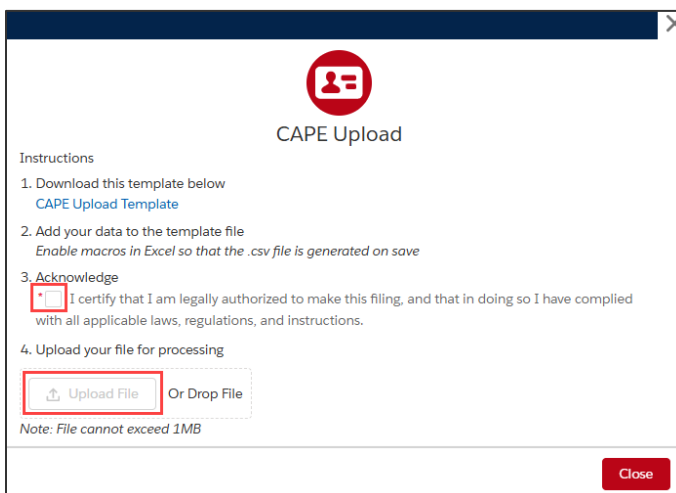 CAPE Upload
Instructions
1. Download this template below
CAPE Upload Template
2. Add your data to the template file
Enable macros in Excel so that the .csv file is generated on save
3. Acknowledge
* I certify that I am legally authorized to make this filing, and that in doing so I have complied
with all applicable laws, regulations, and instructions.
4. Upload your file for processing
Upload File Or Drop File
Note: File cannot exceed 1MB
Close